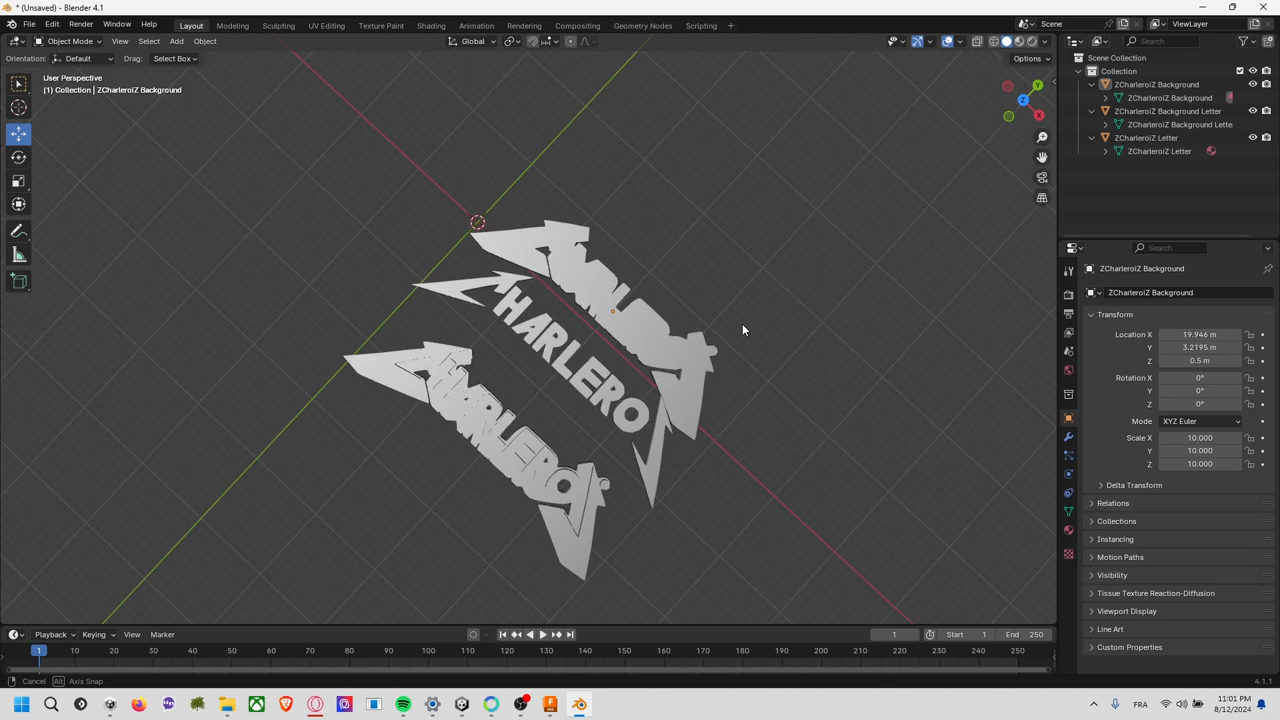 * (Unsaved) - Blender 4.1
File Edit Render Window Help Layout Modeling Sculpting UV Editing Texture Paint Shading Animation Rendering Compositing Geometry Nodes Scripting + Scene ViewLayer
Object Mode View Select Add Object Global Search
Orientation: Default Drag: Select Box Options
User Perspective
(1) Collection | ZCharleroiZ Background
Scene Collection
Collection
ZCharleroiZ Background
ZCharleroiZ Background
ZCharleroiZ Background Letter
ZCharleroiZ Background Lette
ZCharleroiZ Letter
ZCharleroiZ Letter
Y
Z
X
HARLERO
HARLERO
Search
ZCharleroiZ Background
ZCharleroiZ Background
Transform
Location X 19.946 m
Y 3.2195 m
Z 0.5 m
Rotation X 0°
Y 0°
Z 0°
Mode XYZ Euler
Scale X 10.000
Y 10.000
Z 10.000
Delta Transform
Relations
Collections
Instancing
Motion Paths
Visibility
Tissue Texture Reaction-Diffusion
Viewport Display
Line Art
Custom Properties
Playback Keying View Marker 1 Start 1 End 250
1 10 20 30 40 50 60 70 80 90 100 110 120 130 140 150 160 170 180 190 200 210 220 230 240 250
Cancel Alt Axis Snap 4.1.1
FRA 11:01 PM
8/12/2024